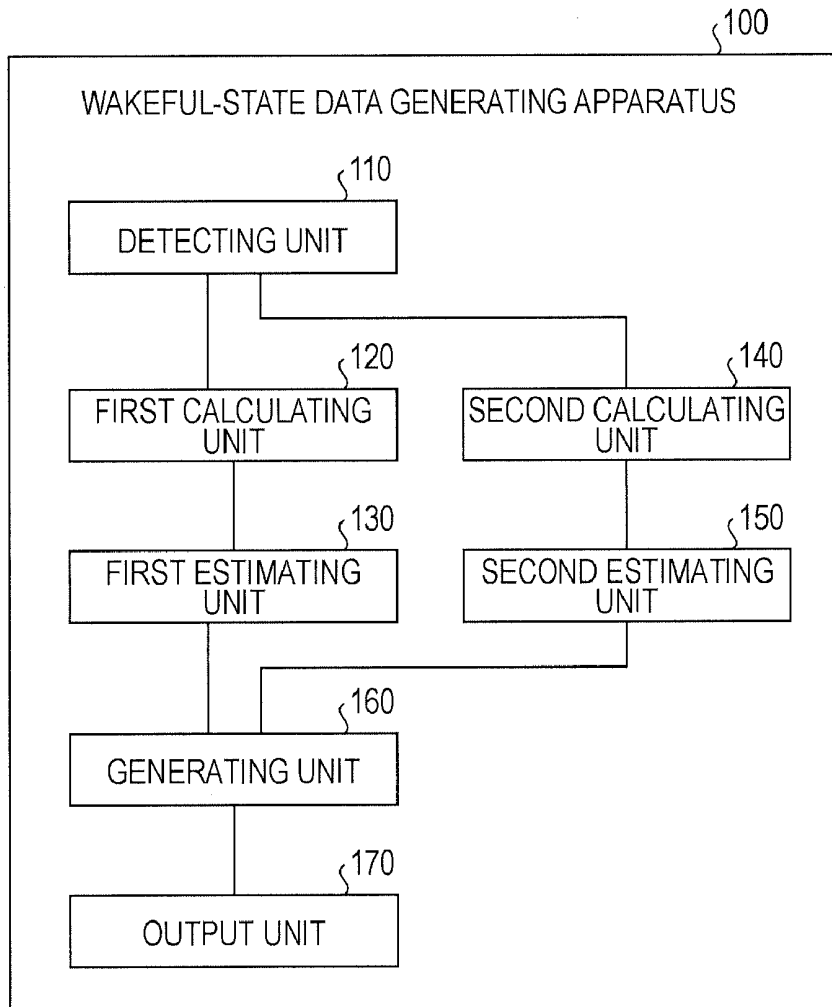 100
WAKEFUL-STATE DATA GENERATING APPARATUS
110
DETECTING UNIT
120
FIRST CALCULATING
UNIT
140
SECOND CALCULATING
UNIT
130
FIRST ESTIMATING
UNIT
150
SECOND ESTIMATING
UNIT
160
GENERATING UNIT
170
OUTPUT UNIT